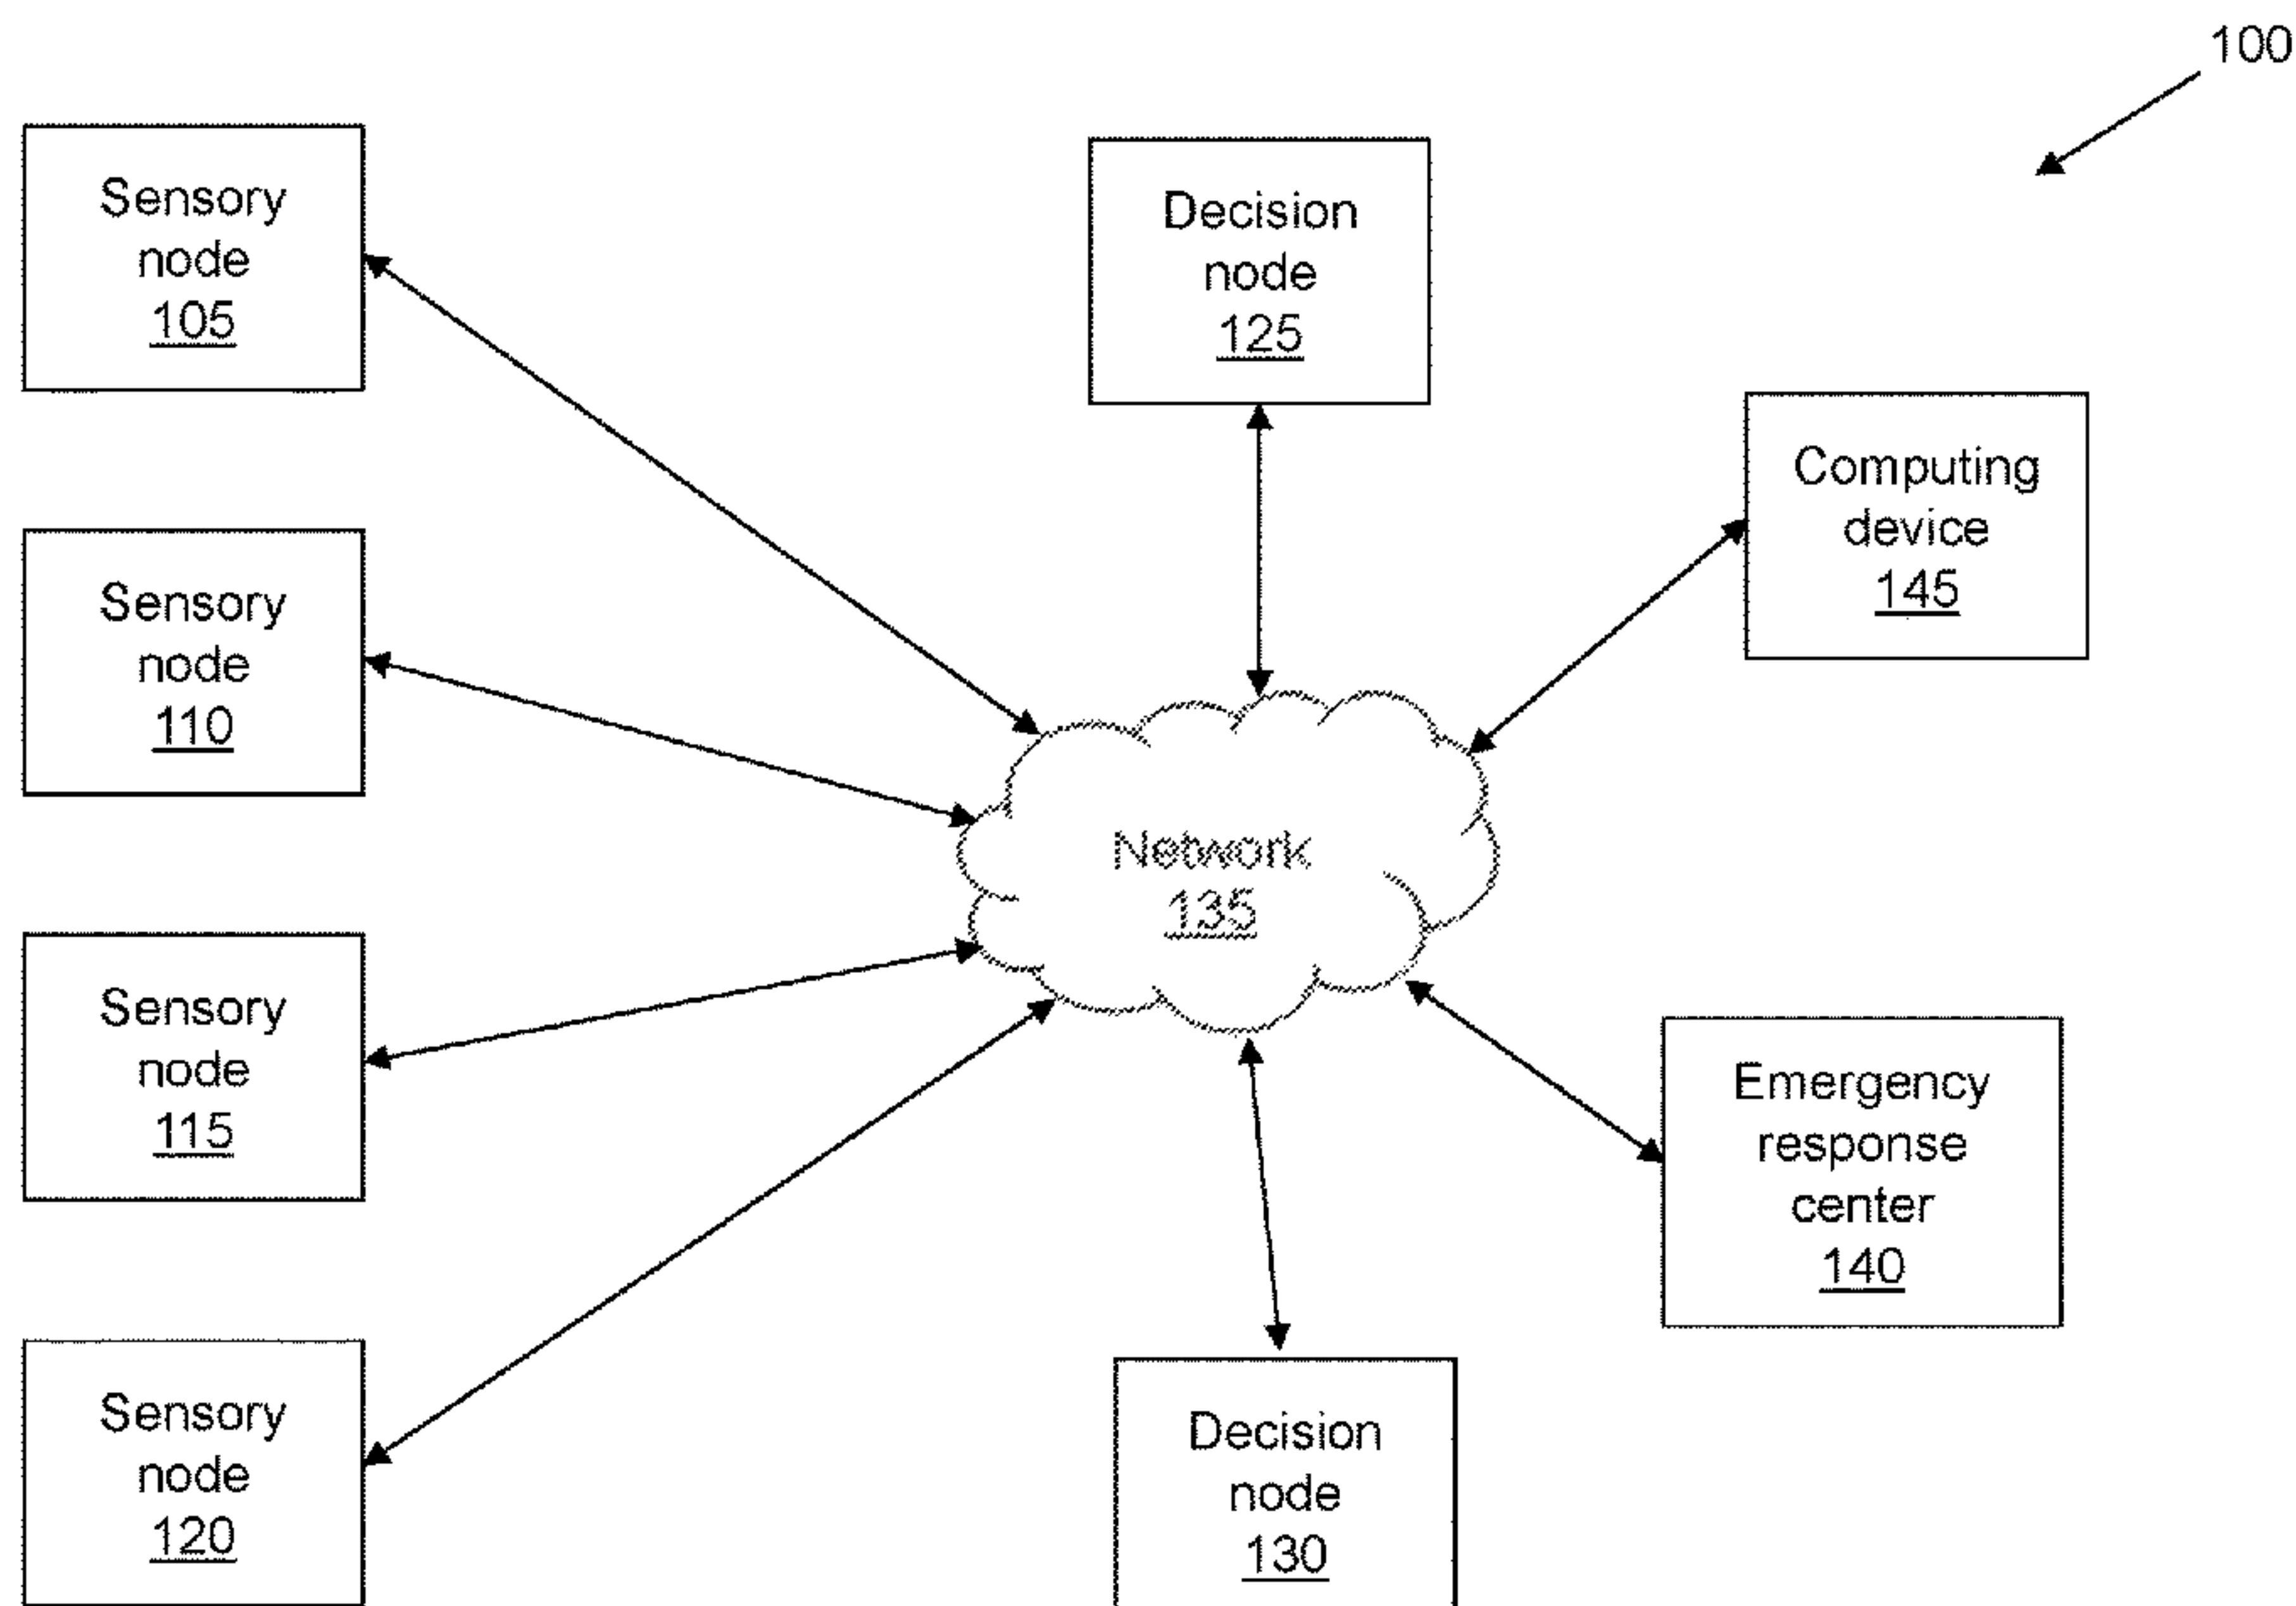 100
Sensory
node
105
Decision
node
125
Computing
device
145
Sensory
node
110
Network
135
Sensory
node
115
Emergency
response
center
140
Sensory
node
120
Decision
node
130